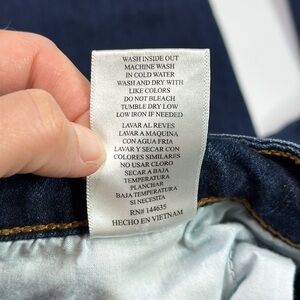 WASH INSIDE OUT
MACHINE WASH
IN COLD WATER
WASH AND DRY WITH
LIKE COLORS
DO NOT BLEACH
TUMBLE DRY LOW
LOW IRON IF NEEDED
LAVAR AL REVES
LAVAR A MAQUINA
CON AGUA FRIA
LAVAR Y SECAR CON
COLORES SIMILARES
NO USAR CLORO
SECAR A BAJA
TEMPERATURA
PLANCHAR
BAJA TEMPERATURA
SI NECESITA
RN# 144635
HECHO EN VIETNAM